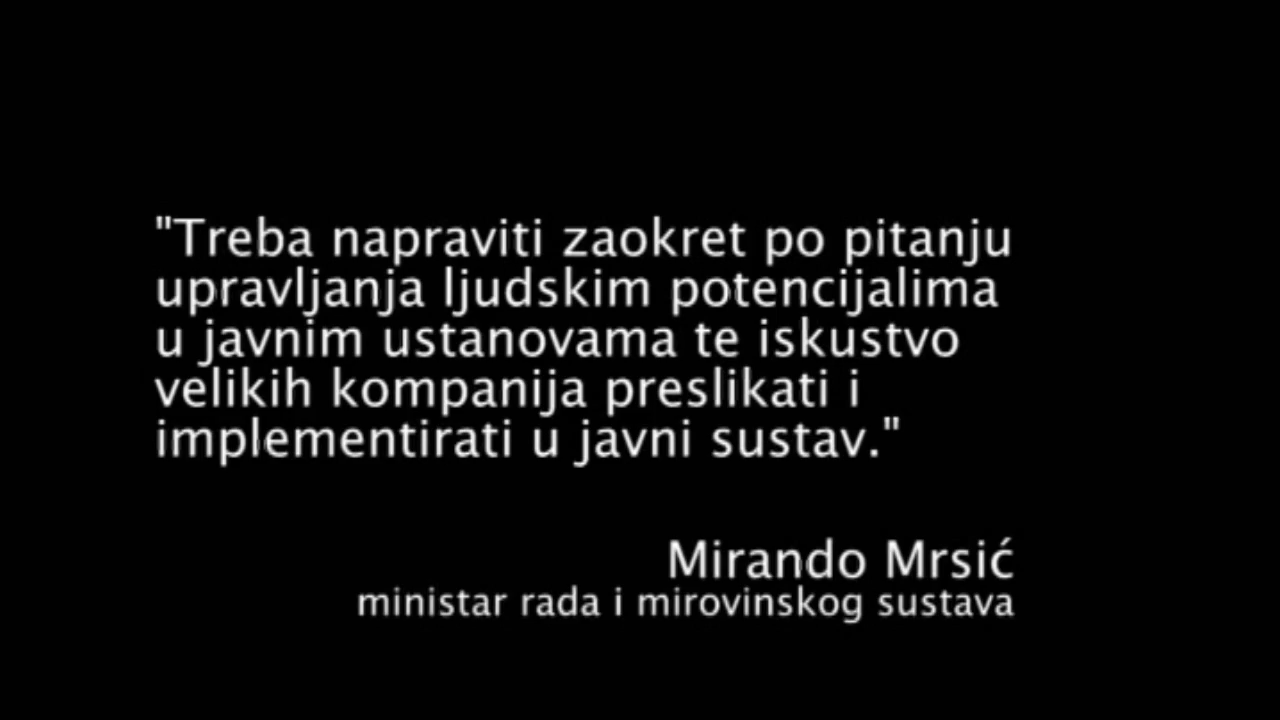 "Treba napraviti zaokret po pitanju
upravljanja ljudskim potencijalima
u javnim ustanovama te iskustvo
velikih kompanija preslikati i
implementirati u javni sustav."
Mirando Mrsić
ministar rada i mirovinskog sustava